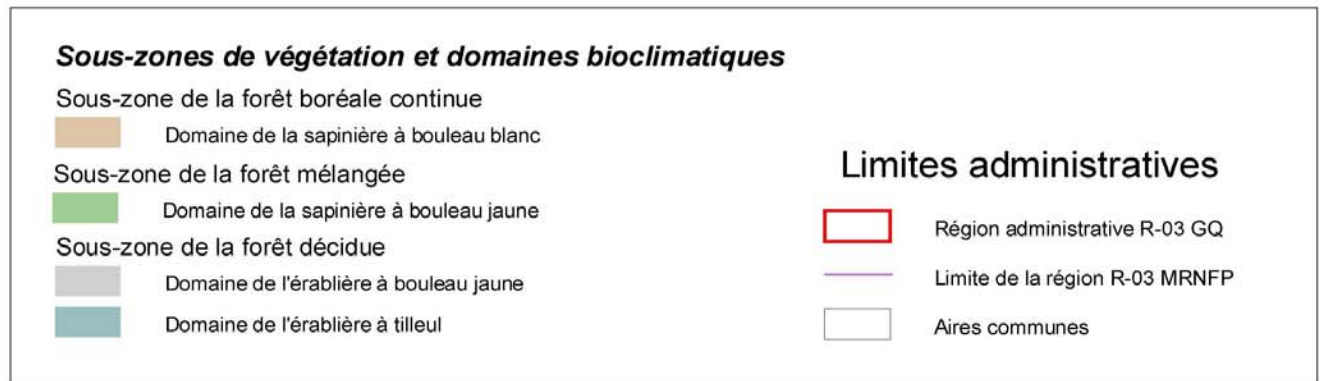 Sous-zones de végétation et domaines bioclimatiques
Sous-zone de la forêt boréale continue
Domaine de la sapinière à bouleau blanc
Sous-zone de la forêt mélangée
Domaine de la sapinière à bouleau jaune
Sous-zone de la forêt décidue
Domaine de l'érablière à bouleau jaune
Domaine de l'érablière à tilleul
Limites administratives
Région administrative R-03 GQ
Limite de la région R-03 MRNFP
Aires communes